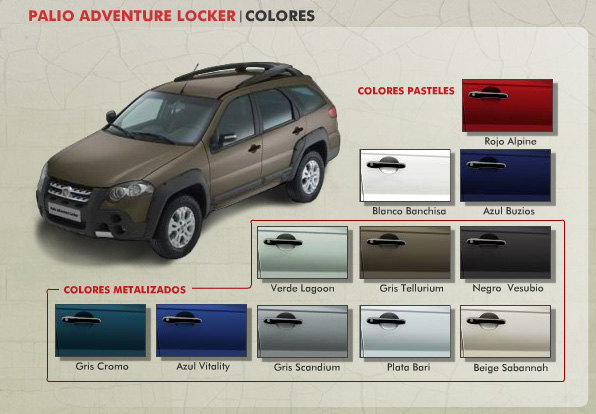 PALIO ADVENTURE LOCKER | COLORES
COLORES PASTELES
Rojo Alpine
Blanco Banchisa
Azul Buzios
COLORES METALIZADOS
Verde Lagoon
Gris Tellurium
Negro Vesubio
Gris Cromo
Azul Vitality
Gris Scandium
Plata Bari
Beige Sabannah